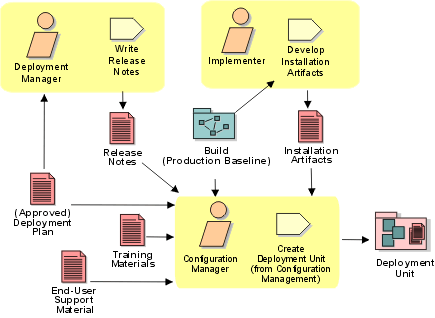 Deployment
Manager
Write
Release
Notes
Implementer
Develop
Installation
Artifacts
Release
Notes
Build
(Production Baseline)
Installation
Artifacts
(Approved)
Deployment
Plan
Training
Materials
Configuration
Manager
Create
Deployment Unit
(from Configuration
Management)
Deployment
Unit
End-User
Support
Material